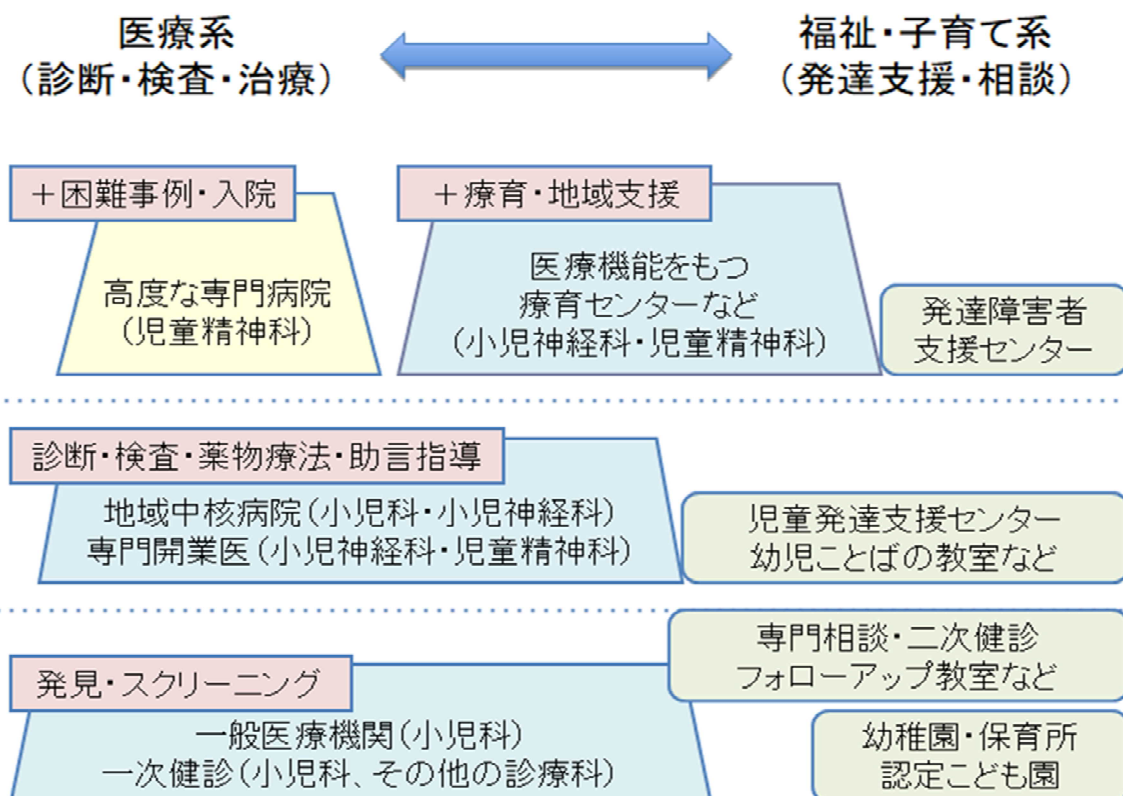 医療系
(診断・検査・治療)
福祉・子育て系
(発達支援・相談)
+困難事例・入院
高度な専門病院
(児童精神科)
+療育・地域支援
医療機能をもつ
療育センターなど
(小児神経科・児童精神科)
発達障害者
支援センター
診断・検査・薬物療法・助言指導
地域中核病院(小児科・小児神経科)
専門開業医(小児神経科・児童精神科)
児童発達支援センター
幼児ことばの教室など
専門相談・二次健診
フォローアップ教室など
発見・スクリーニング
一般医療機関(小児科)
一次健診(小児科、その他の診療科)
幼稚園・保育所
認定こども園